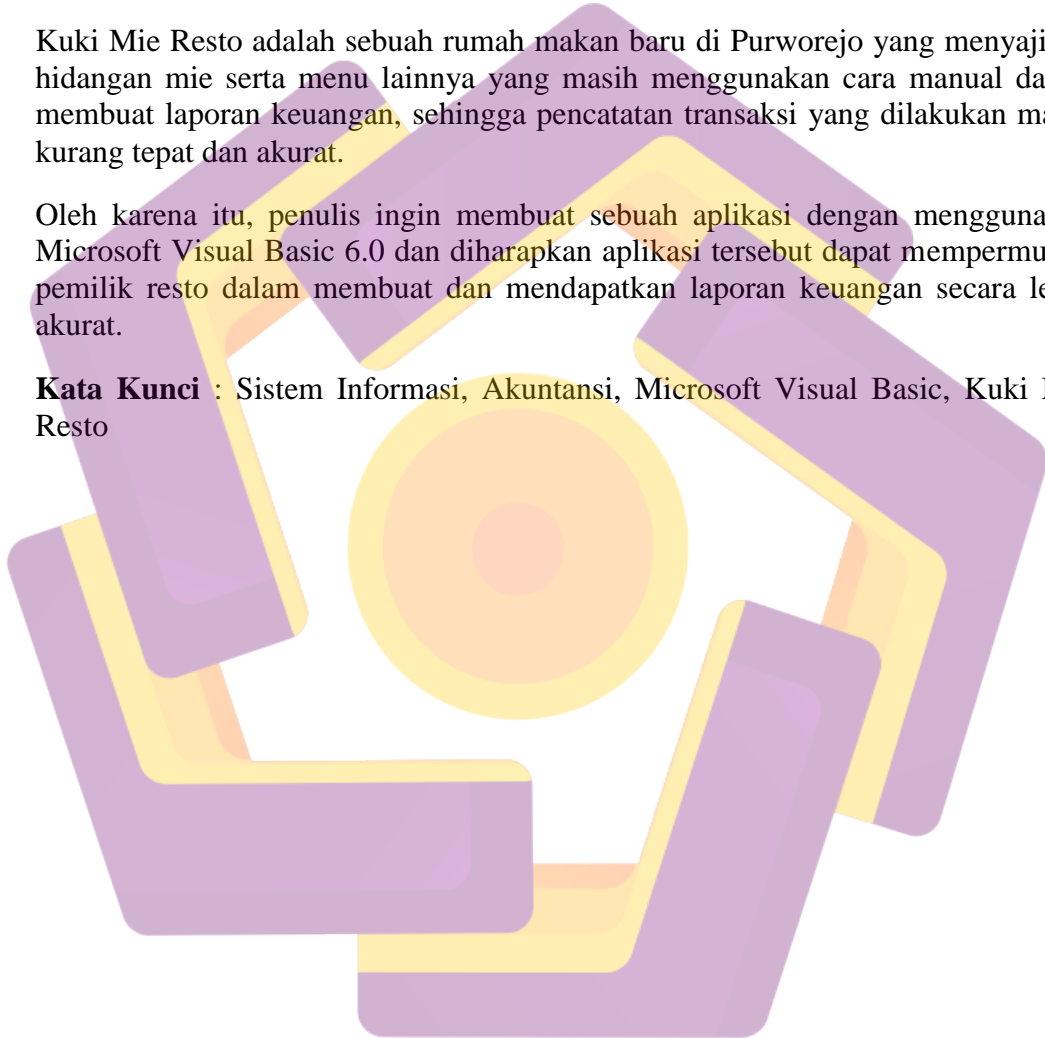 Kuki Mie Resto adalah sebuah rumah makan baru di Purworejo yang menyaji
hidangan mie serta menu lainnya yang masih menggunakan cara manual da
membuat laporan keuangan, sehingga pencatatan transaksi yang dilakukan ma
kurang tepat dan akurat.
Oleh karena itu, penulis ingin membuat sebuah aplikasi dengan mengguna
Microsoft Visual Basic 6.0 dan diharapkan aplikasi tersebut dapat mempermu
pemilik resto dalam membuat dan mendapatkan laporan keuangan secara le
akurat.
Kata Kunci : Sistem Informasi, Akuntansi, Microsoft Visual Basic, Kuki
Resto